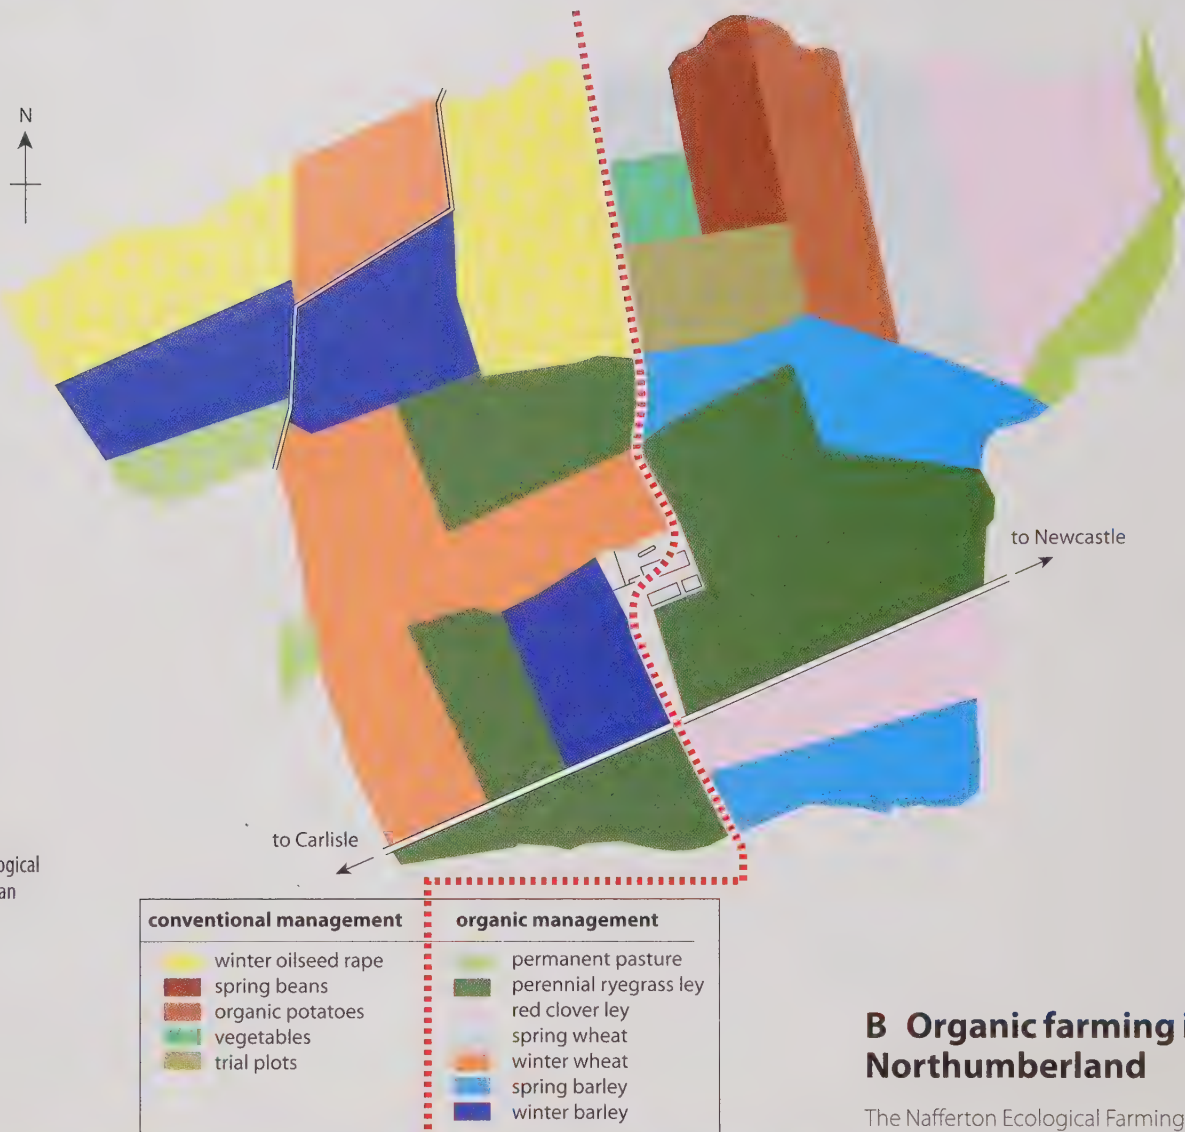 N
to Newcastle
to Carlisle
ogical
an
conventional management
winter oilseed rape
spring beans
organic potatoes
vegetables
trial plots
organic management
permanent pasture
perennial ryegrass ley
red clover ley
spring wheat
winter wheat
spring barley
winter barley
B Organic farming i
Northumberland
The Nafferton Ecological Farming